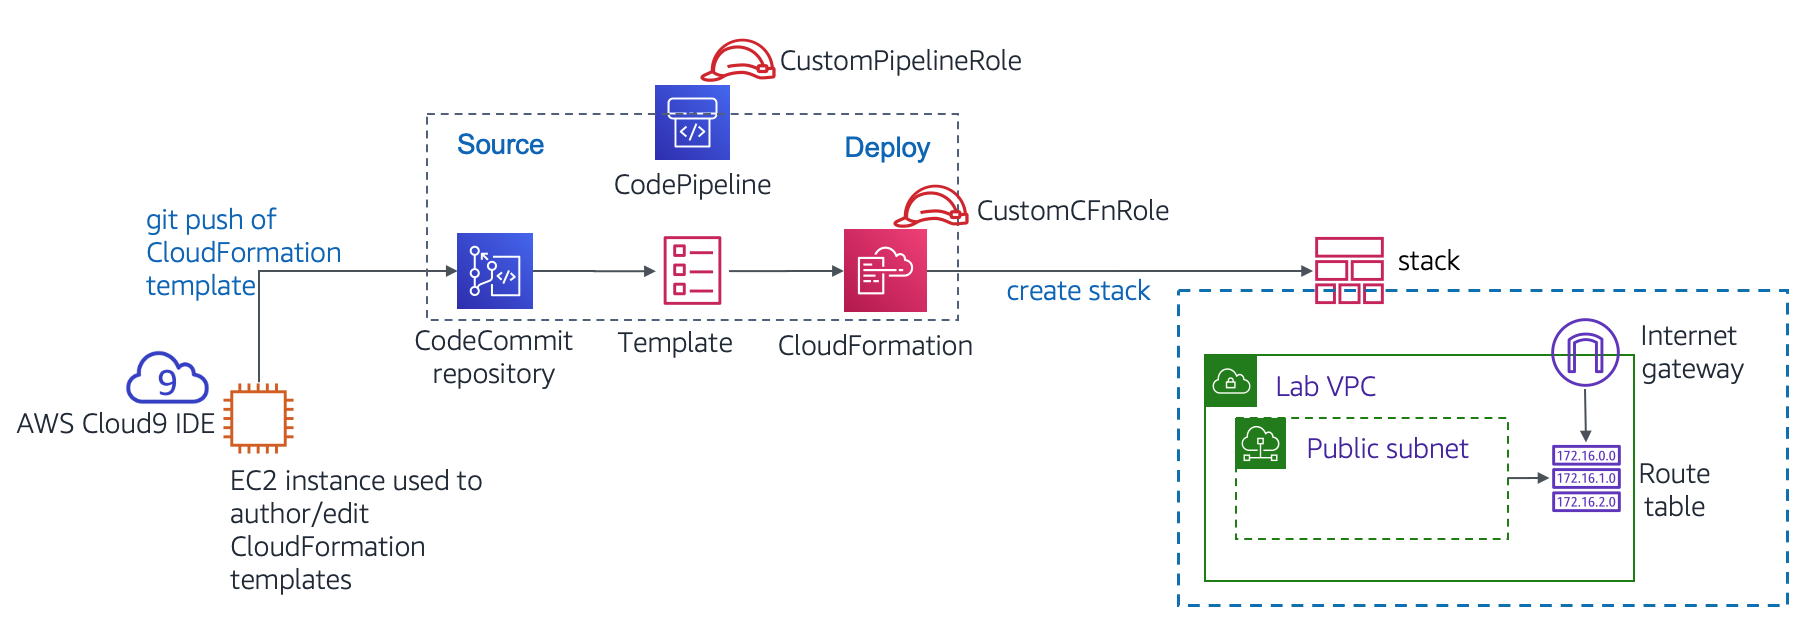 CustomPipelineRole
Source
Deploy
CodePipeline
CustomCFnRole
git push of
CloudFormation
template
create stack
stack
CodeCommit
repository
Template
CloudFormation
9
AWS Cloud9 IDE
EC2 instance used to
author/edit
CloudFormation
templates
Internet
gateway
Lab VPC
Public subnet
172.16.0.0
172.16.1.0
172.16.2.0
Route
table